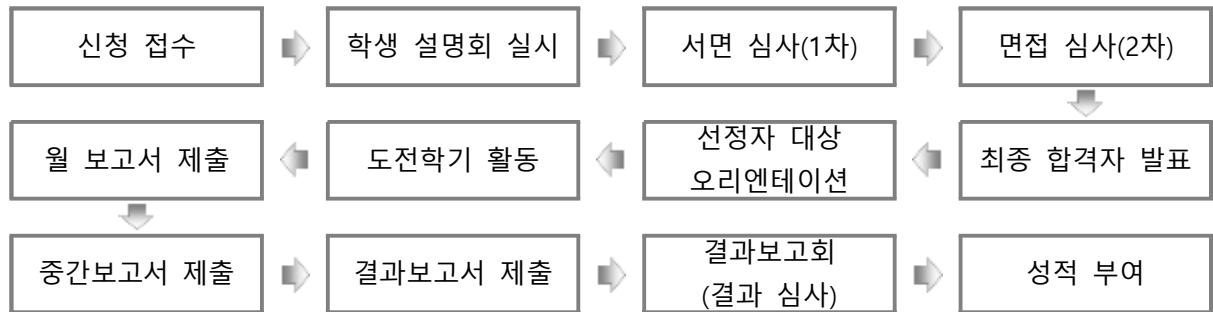 신청 접수
학생 설명회 실시
서면 심사(1차)
면접 심사(2차)
최종 합격자 발표
선정자 대상
오리엔테이션
도전학기 활동
월 보고서 제출
중간보고서 제출
결과보고서 제출
결과보고회
(결과 심사)
성적 부여